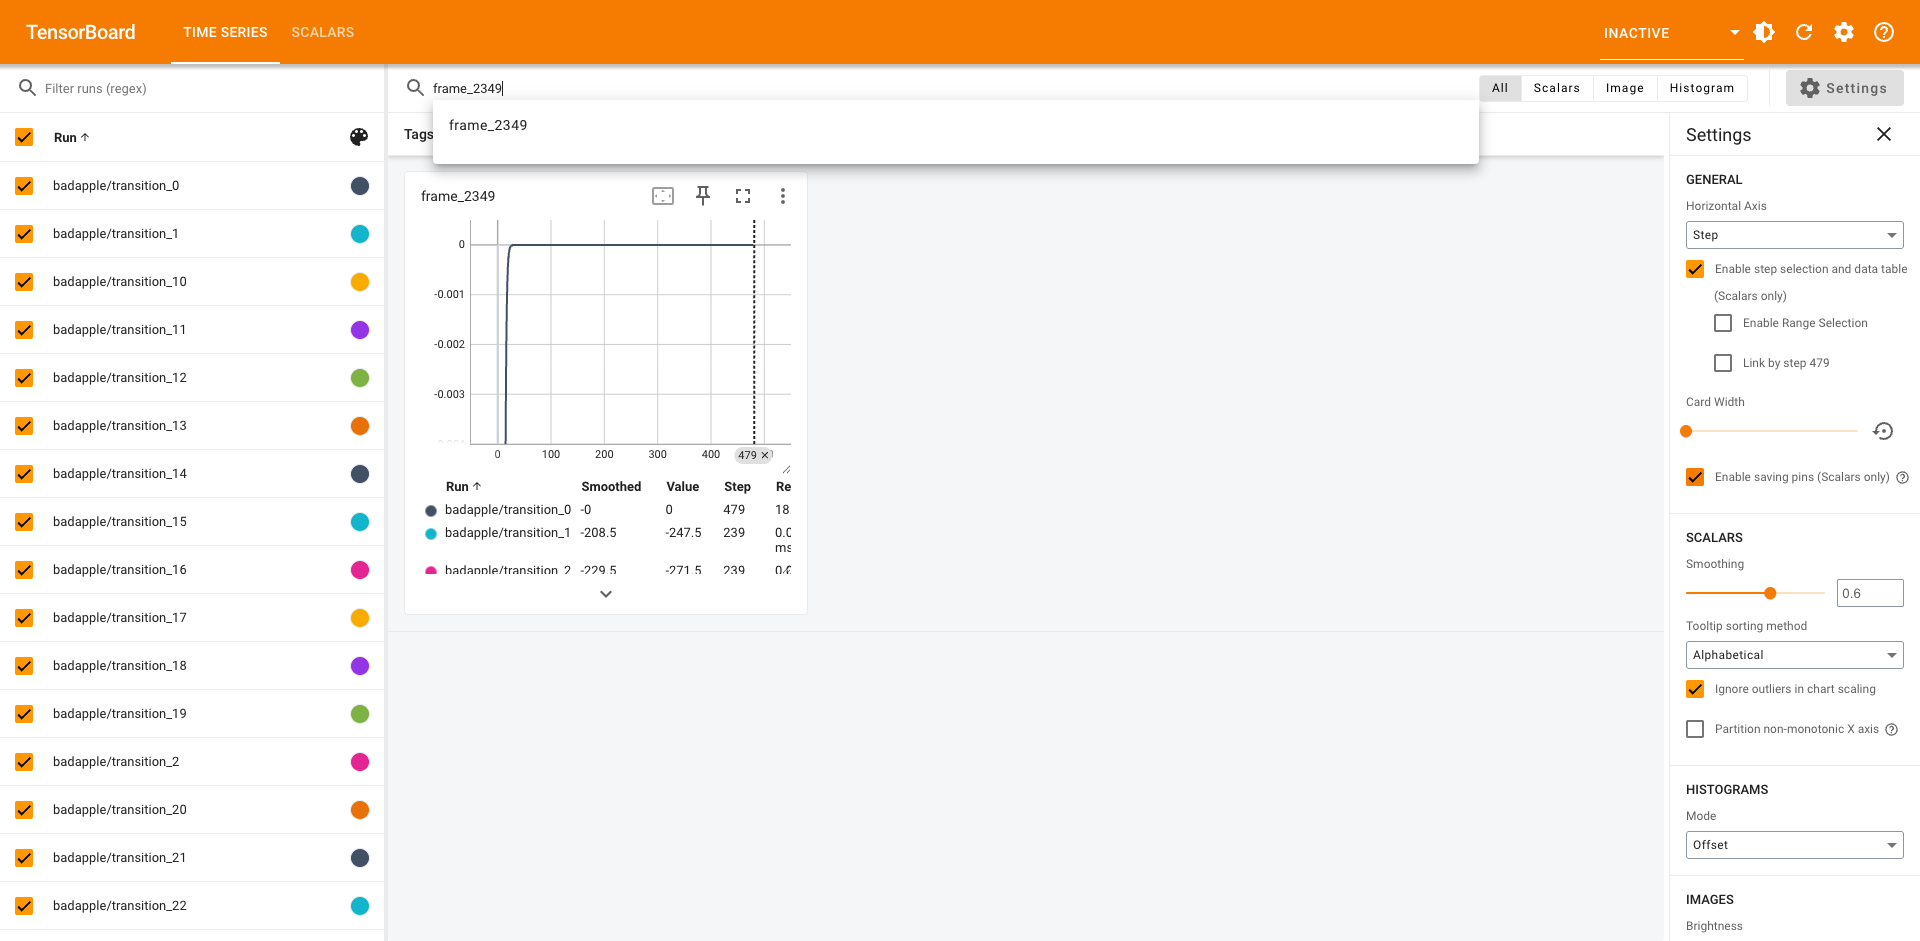 TensorBoard
TIME SERIES
SCALARS
INACTIVE
Filter runs (regex)
frame_2349
All
Scalars
Image
Histogram
Settings
frame_2349
Tags
Run
badapple/transition_0
badapple/transition_1
badapple/transition_10
badapple/transition_11
badapple/transition_12
badapple/transition_13
badapple/transition_14
badapple/transition_15
badapple/transition_16
badapple/transition_17
badapple/transition_18
badapple/transition_19
badapple/transition_2
badapple/transition_20
badapple/transition_21
badapple/transition_22
frame_2349
0
-0.001
-0.002
-0.003
0 100 200 300 400 479
Run Smoothed Value Step Re
badapple/transition_0 -0 0 479 18.
badapple/transition_1 -208.5 -247.5 239 0.0
ms
badapple/transition_2 -229.5 -271.5 239
Settings
GENERAL
Horizontal Axis
Step
Enable step selection and data table
(Scalars only)
Enable Range Selection
Link by step 479
Card Width
Enable saving pins (Scalars only)
SCALARS
Smoothing
0.6
Tooltip sorting method
Alphabetical
Ignore outliers in chart scaling
Partition non-monotonic X axis
HISTOGRAMS
Mode
Offset
IMAGES
Brightness